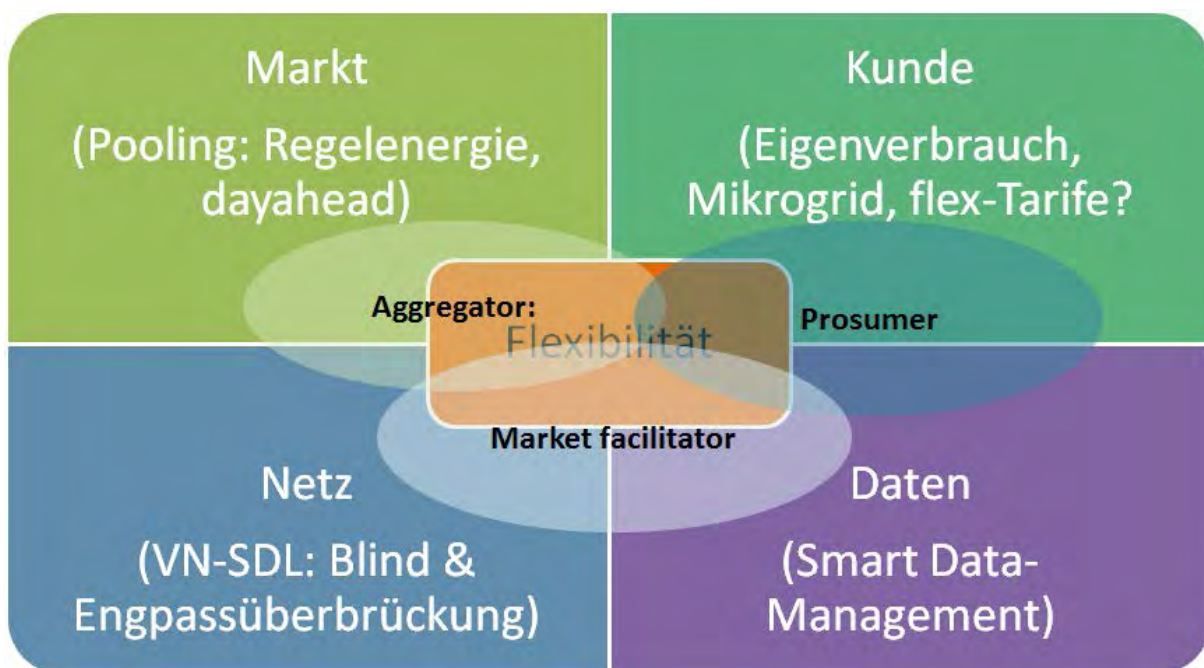 Markt
(Pooling: Regelenergie,
dayahead)
Kunde
(Eigenverbrauch,
Mikrogrid, flex-Tarife?
Aggregator:
Flexibilität
Prosumer
Market facilitator
Netz
(VN-SDL: Blind &
Engpassüberbrückung)
Daten
(Smart Data-
Management)